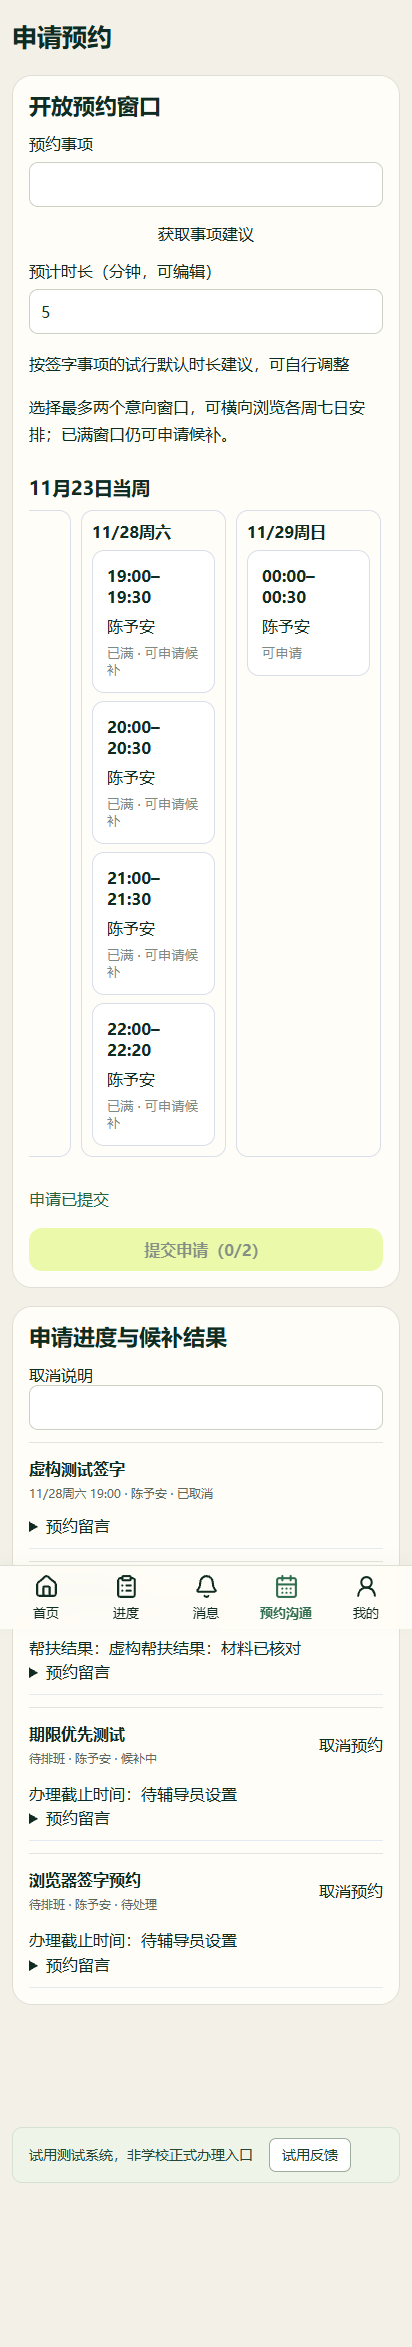 申请预约
开放预约窗口
预约事项
获取事项建议
预计时长（分钟，可编辑）
5
按签字事项的试行默认时长建议，可自行调整
选择最多两个意向窗口，可横向浏览各周七日安
排；已满窗口仍可申请候补。
11月23日当周
11/28周六
19:00–
19:30
陈予安
已满 · 可申请候
补
20:00–
20:30
陈予安
已满 · 可申请候
补
21:00–
21:30
陈予安
已满 · 可申请候
补
22:00–
22:20
陈予安
已满 · 可申请候
补
11/29周日
00:00–
00:30
陈予安
可申请
申请已提交
提交申请（0/2）
申请进度与候补结果
取消说明
虚构测试签字
11/28周六 19:00 · 陈予安 · 已取消
▶ 预约留言
首页
进度
消息
预约沟通
我的
帮扶结果：虚构帮扶结果：材料已核对
▶ 预约留言
期限优先测试
待排班 · 陈予安 · 候补中
取消预约
办理截止时间：待辅导员设置
▶ 预约留言
浏览器签字预约
待排班 · 陈予安 · 待处理
取消预约
办理截止时间：待辅导员设置
▶ 预约留言
试用测试系统，非学校正式办理入口
试用反馈